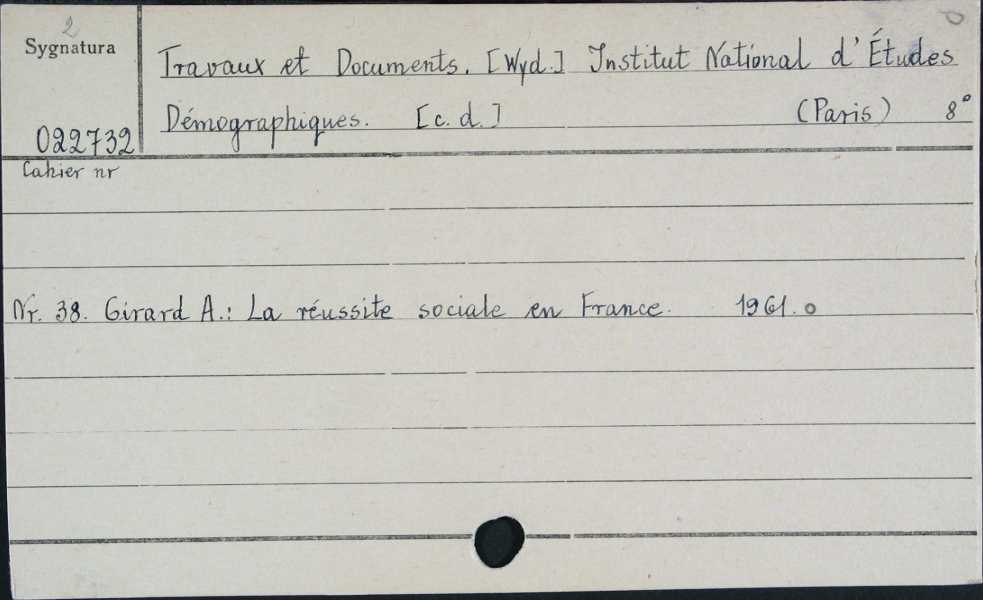 2
Sygnatura
Travaux et Documents. [Wyd.] Institut National d'Études
022732
Démographiques. [c. d.] (Paris) 8°
Cahier nr
Nr. 38. Girard A.: La réussite sociale en France. 1961. o